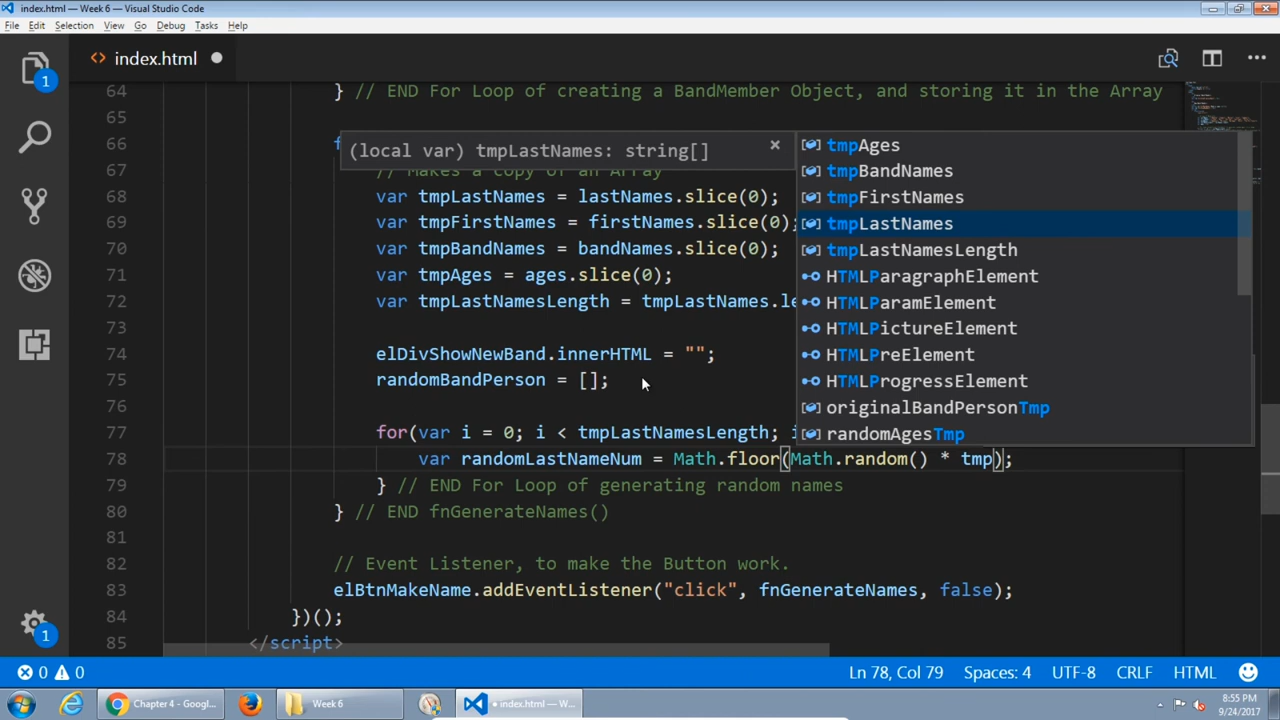 index.html — Week 6 — Visual Studio Code
File Edit Selection View Go Debug Tasks Help
<> index.html
1
64 } // END For Loop of creating a BandMember Object, and storing it in the Array
65
66 f
(local var) tmpLastNames: string[] ×
67 // Makes a copy of an Array
68 var tmpLastNames = lastNames.slice(0);
69 var tmpFirstNames = firstNames.slice(0);
70 var tmpBandNames = bandNames.slice(0);
71 var tmpAges = ages.slice(0);
72 var tmpLastNamesLength = tmpLastNames.le
73
74 elDivShowNewBand.innerHTML = "";
75 randomBandPerson = [];
76
77 for(var i = 0; i < tmpLastNamesLength; i
78 var randomLastNameNum = Math.floor(Math.random() * tmp);
79 } // END For Loop of generating random names
80 } // END fnGenerateNames()
81
82 // Event Listener, to make the Button work.
83 elBtnMakeName.addEventListener("click", fnGenerateNames, false);
84 })();
85 </script>
tmpAges
tmpBandNames
tmpFirstNames
tmpLastNames
tmpLastNamesLength
HTMLParagraphElement
HTMLParamElement
HTMLPictureElement
HTMLPreElement
HTMLProgressElement
originalBandPersonTmp
randomAgesTmp
1
0 0 Ln 78, Col 79 Spaces: 4 UTF-8 CRLF HTML
Chapter 4 - Googl... Week 6 • index.html — W... 8:55 PM
9/24/2017